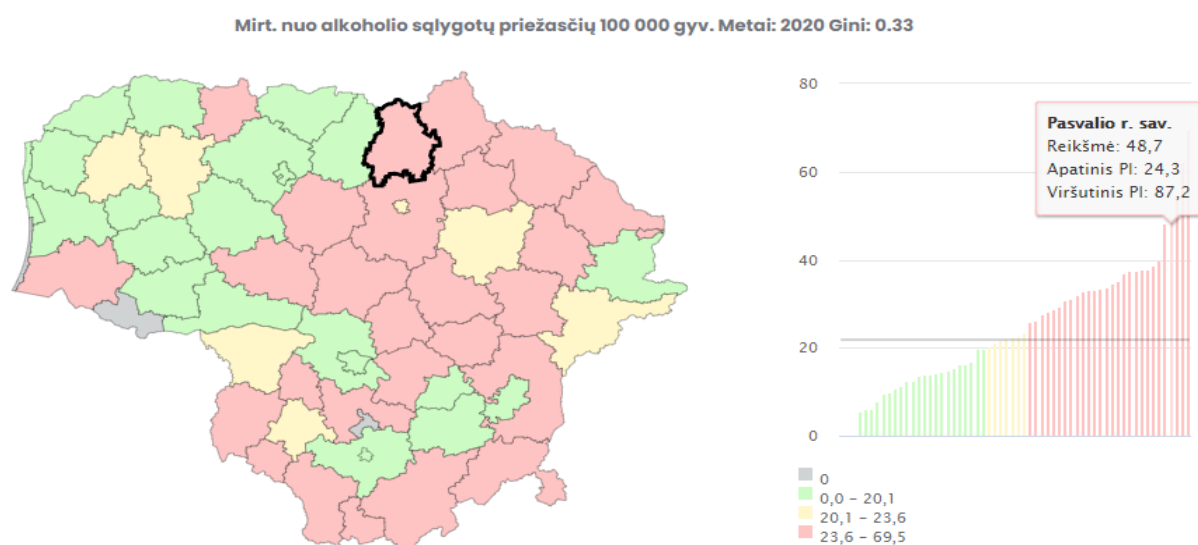 Mirt. nuo alkoholio sąlygotų priežasčių 100 000 gyv. Metai: 2020 Gini: 0.33
80
60
40
20
0
Pasvalio r. sav.
Reikšmė: 48,7
Apatinis PI: 24,3
Viršutinis PI: 87,2
0
0,0 – 20,1
20,1 – 23,6
23,6 – 69,5